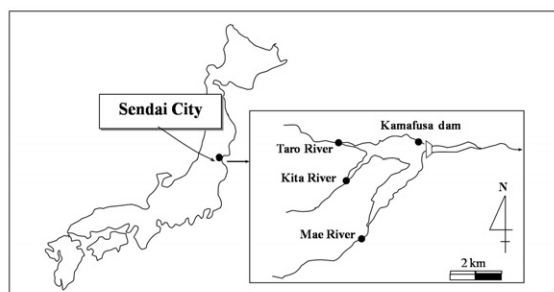 Sendai City
Kamafusa dam
Taro River
Kita River
N
Mae River
2 km